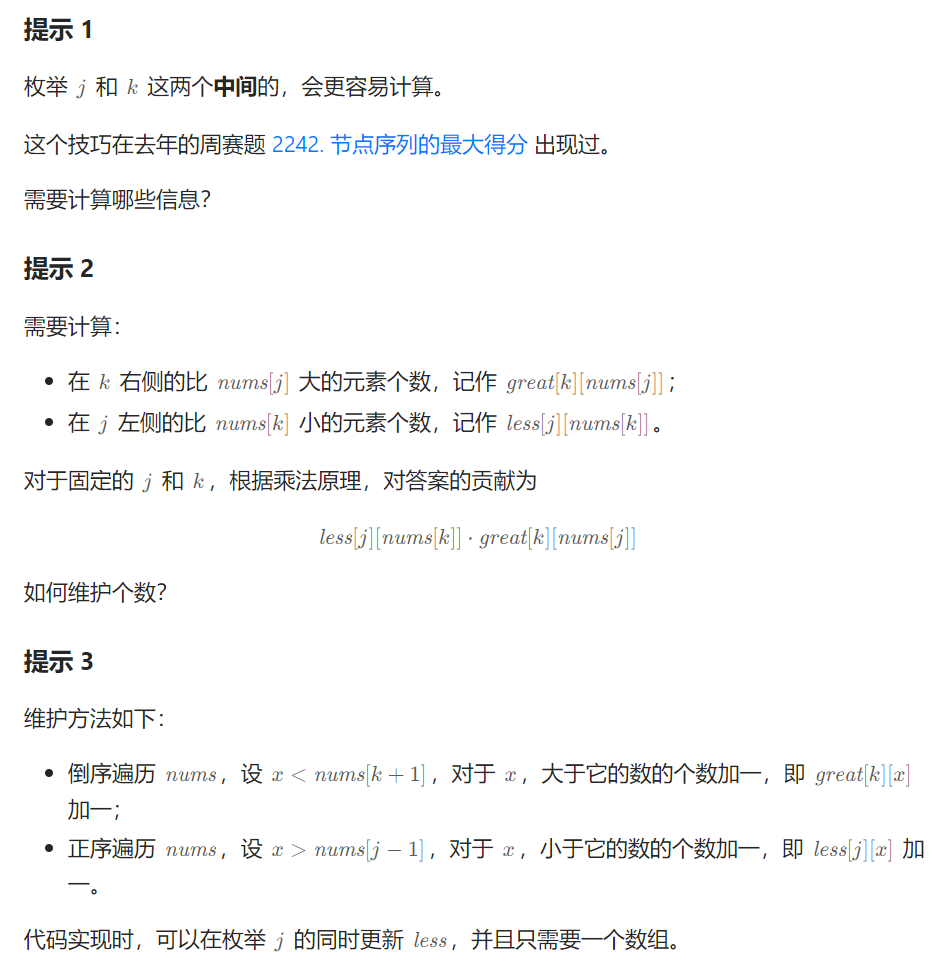 提示 1
枚举 j 和 k 这两个中间的，会更容易计算。
这个技巧在去年的周赛题 2242. 节点序列的最大得分 出现过。
需要计算哪些信息？
提示 2
需要计算：
• 在 k 右侧的比 nums[j] 大的元素个数，记作 great[k][nums[j]]；
• 在 j 左侧的比 nums[k] 小的元素个数，记作 less[j][nums[k]]。
对于固定的 j 和 k，根据乘法原理，对答案的贡献为
less[j][nums[k]] · great[k][nums[j]]
如何维护个数？
提示 3
维护方法如下：
• 倒序遍历 nums，设 x < nums[k + 1]，对于 x，大于它的数的个数加一，即 great[k][x]
加一；
• 正序遍历 nums，设 x > nums[j − 1]，对于 x，小于它的数的个数加一，即 less[j][x] 加
一。
代码实现时，可以在枚举 j 的同时更新 less，并且只需要一个数组。